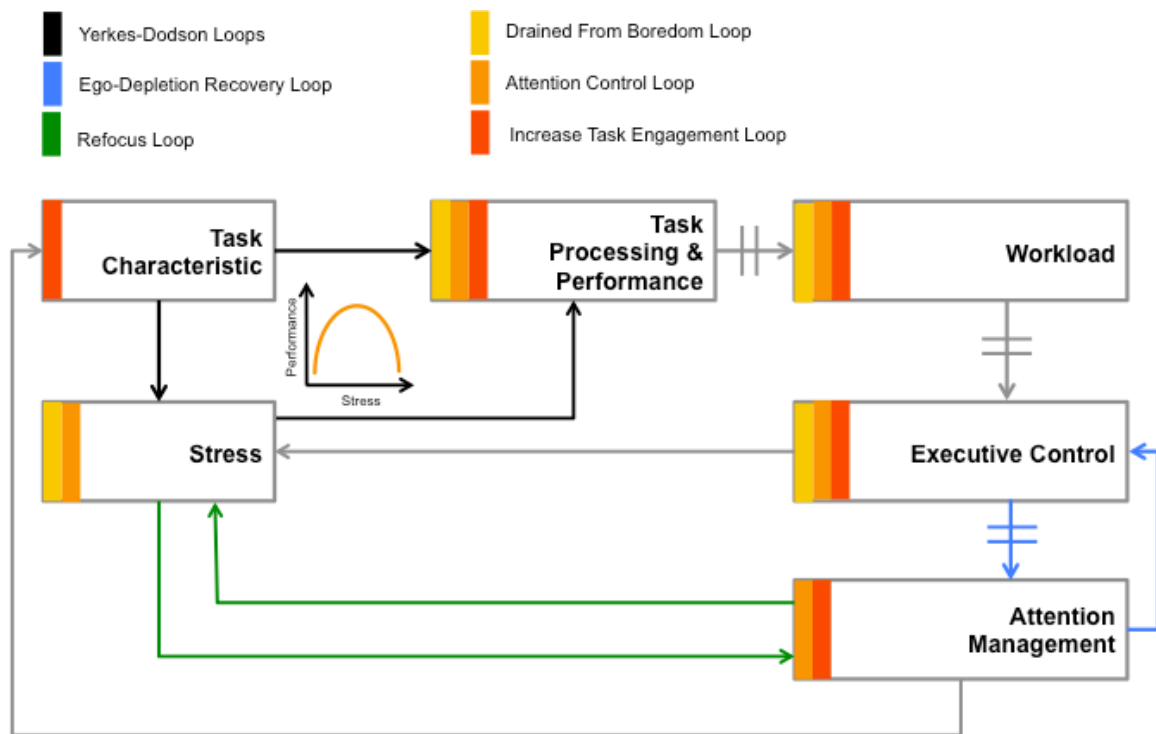 Yerkes-Dodson Loops
Drained From Boredom Loop
Ego-Depletion Recovery Loop
Attention Control Loop
Refocus Loop
Increase Task Engagement Loop
Task
Characteristic
Task
Processing &
Performance
Workload
Performance
Stress
Stress
Executive Control
Attention
Management